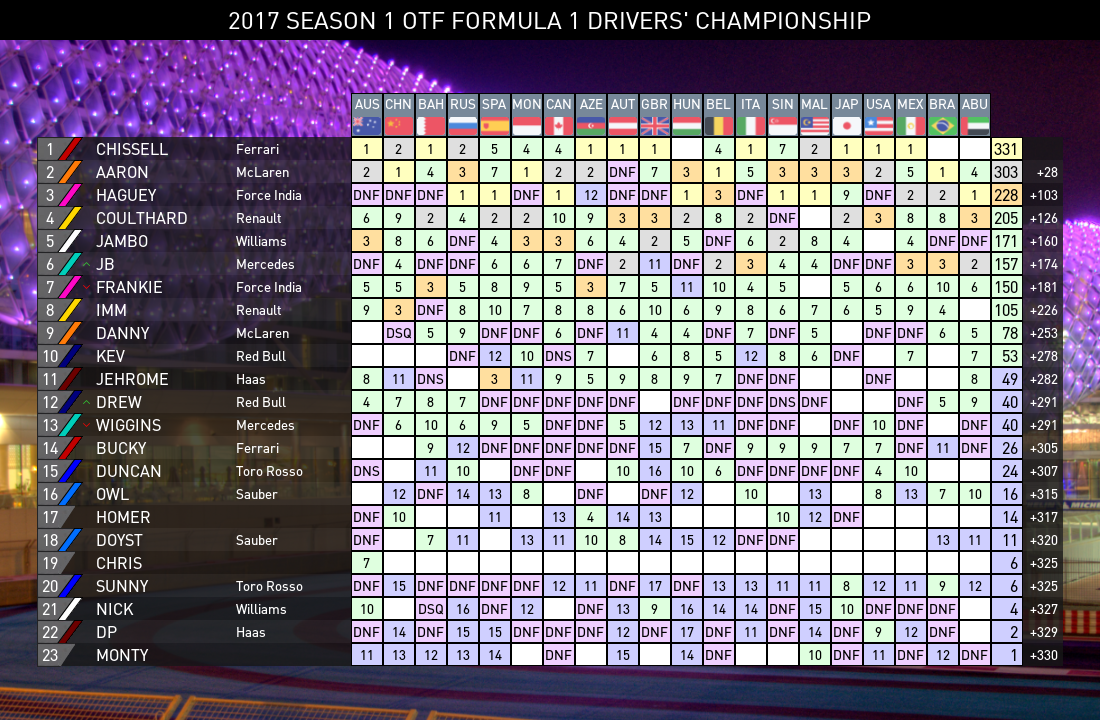 2017 SEASON 1 OTF FORMULA 1 DRIVERS' CHAMPIONSHIP
AUS CHN BAH RUS SPA MON CAN AZE AUT GBR HUN BEL ITA SIN MAL JAP USA MEX BRA ABU
1 CHISSELL Ferrari 1 2 1 2 5 4 4 1 1 1 4 1 7 2 1 1 1 331
2 AARON McLaren 2 1 4 3 7 1 2 2 DNF 7 3 1 5 3 3 3 2 5 1 4 303 +28
3 HAGUEY Force India DNF DNF DNF 1 1 DNF 1 12 DNF DNF 1 3 DNF 1 1 9 DNF 2 2 1 228 +103
4 COULTHARD Renault 6 9 2 4 2 2 10 9 3 3 2 8 2 DNF 2 3 8 8 3 205 +126
5 JAMBO Williams 3 8 6 DNF 4 3 3 6 4 2 5 DNF 6 2 8 4 4 DNF DNF 171 +160
6 JB Mercedes DNF 4 DNF DNF 6 6 7 DNF 2 11 DNF 2 3 4 4 DNF DNF 3 3 2 157 +174
7 FRANKIE Force India 5 5 3 5 8 9 5 3 7 5 11 10 4 5 5 6 6 10 6 150 +181
8 IMM Renault 9 3 DNF 8 10 7 8 8 6 10 6 9 8 6 7 6 5 9 4 105 +226
9 DANNY McLaren DSQ 5 9 DNF DNF 6 DNF 11 4 4 DNF 7 DNF 5 DNF DNF 6 5 78 +253
10 KEV Red Bull DNF 12 10 DNS 7 6 8 5 12 8 6 DNF 7 7 53 +278
11 JEHROME Haas 8 11 DNS 3 11 9 5 9 8 9 7 DNF DNF DNF 8 49 +282
12 DREW Red Bull 4 7 8 7 DNF DNF DNF DNF DNF DNF DNF DNF DNS DNF DNF 5 9 40 +291
13 WIGGINS Mercedes DNF 6 10 6 9 5 DNF DNF 5 12 13 11 DNF DNF DNF 10 DNF DNF 40 +291
14 BUCKY Ferrari 9 12 DNF DNF DNF DNF DNF 15 7 DNF 9 9 9 7 7 DNF 11 DNF 26 +305
15 DUNCAN Toro Rosso DNS 11 10 DNF DNF 10 16 10 6 DNF DNF DNF DNF 4 10 24 +307
16 OWL Sauber 12 DNF 14 13 8 DNF DNF 12 10 13 8 13 7 10 16 +315
17 HOMER DNF 10 11 13 4 14 13 10 12 DNF 14 +317
18 DOYST Sauber DNF 7 11 13 11 10 8 14 15 12 DNF DNF 13 11 11 +320
19 CHRIS 7 6 +325
20 SUNNY Toro Rosso DNF 15 DNF DNF DNF DNF 12 11 DNF 17 DNF 13 13 11 11 8 12 11 9 12 6 +325
21 NICK Williams 10 DSQ 16 DNF 12 DNF 13 9 16 14 14 DNF 15 10 DNF DNF DNF 4 +327
22 DP Haas DNF 14 DNF 15 15 DNF DNF DNF 12 DNF 17 DNF 11 DNF 14 DNF 9 12 DNF 2 +329
23 MONTY 11 13 12 13 14 DNF 15 14 DNF 10 DNF 11 DNF 12 DNF 1 +330